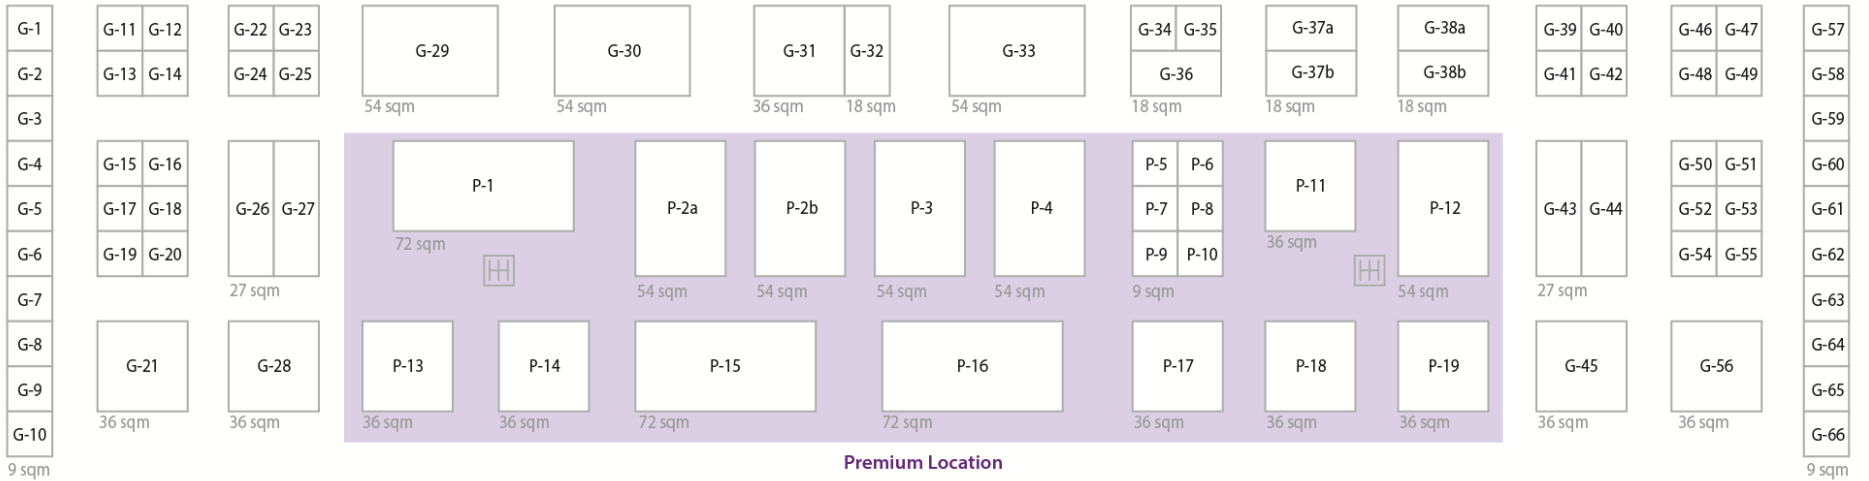 G-1
G-2
G-3
G-4
G-5
G-6
G-7
G-8
G-9
G-10
9 sqm
G-11 G-12
G-13 G-14
G-15 G-16
G-17 G-18
G-19 G-20
G-21
36 sqm
G-22 G-23
G-24 G-25
G-26 G-27
27 sqm
G-28
36 sqm
G-29
54 sqm
G-30
54 sqm
G-31 G-32
36 sqm 18 sqm
G-33
54 sqm
G-34 G-35
G-36
18 sqm
G-37a
G-37b
18 sqm
G-38a
G-38b
18 sqm
P-1
72 sqm
P-2a
54 sqm
P-2b
54 sqm
P-3
54 sqm
P-4
54 sqm
P-5 P-6
P-7 P-8
P-9 P-10
9 sqm
P-11
36 sqm
P-12
54 sqm
P-13
36 sqm
P-14
36 sqm
P-15
72 sqm
P-16
72 sqm
P-17
36 sqm
P-18
36 sqm
P-19
36 sqm
Premium Location
G-39 G-40
G-41 G-42
G-43 G-44
27 sqm
G-45
36 sqm
G-46 G-47
G-48 G-49
G-50 G-51
G-52 G-53
G-54 G-55
G-56
36 sqm
G-57
G-58
G-59
G-60
G-61
G-62
G-63
G-64
G-65
G-66
9 sqm